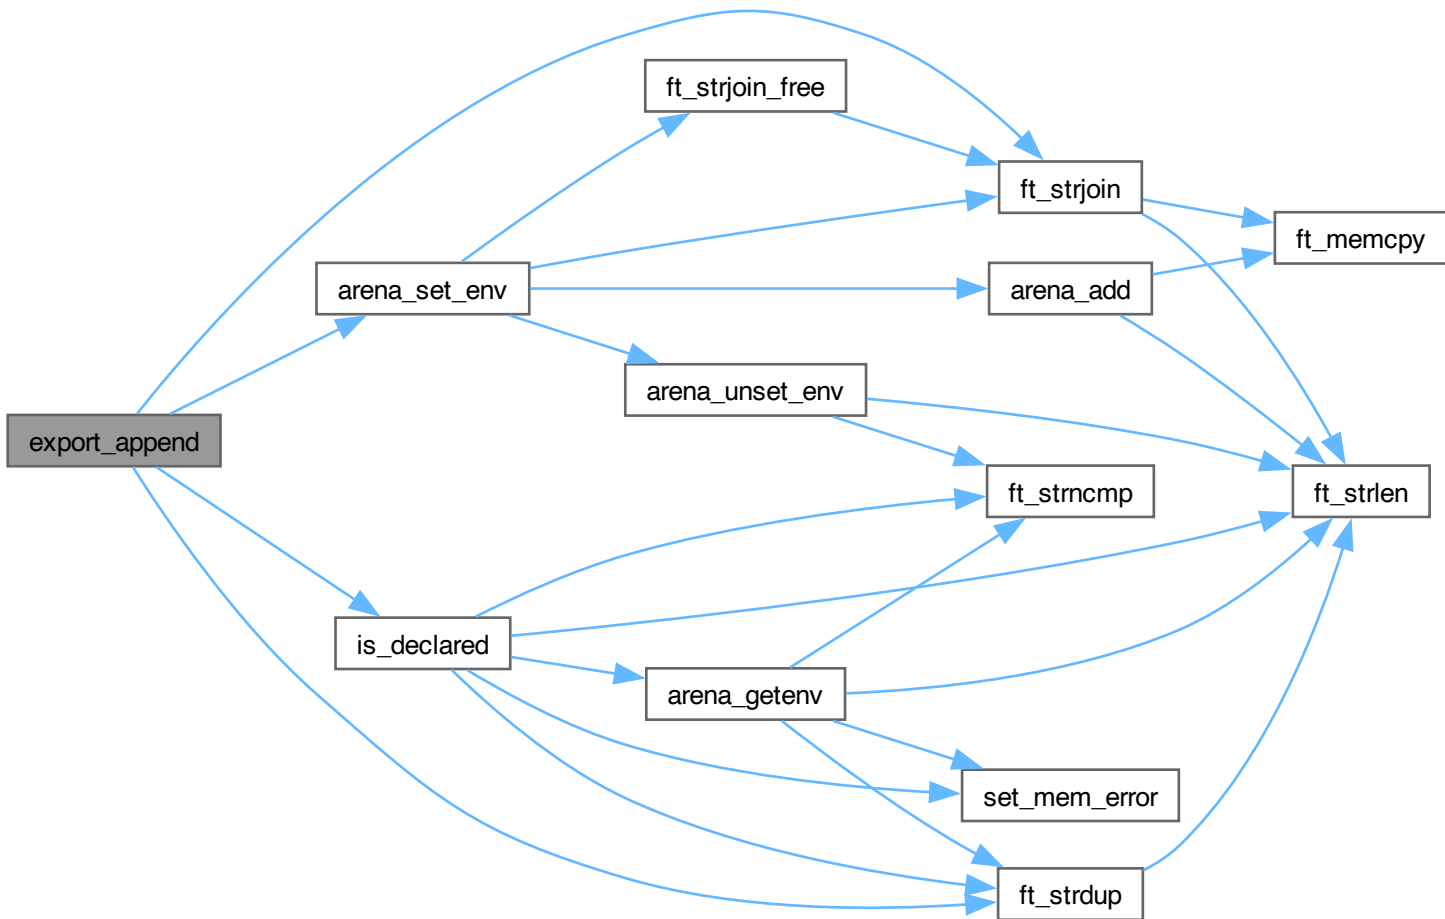 ft_strjoin_free
ft_strjoin
ft_memcpy
arena_set_env
arena_add
arena_unset_env
export_append
ft_strncmp
ft_strlen
is_declared
arena_getenv
set_mem_error
ft_strdup